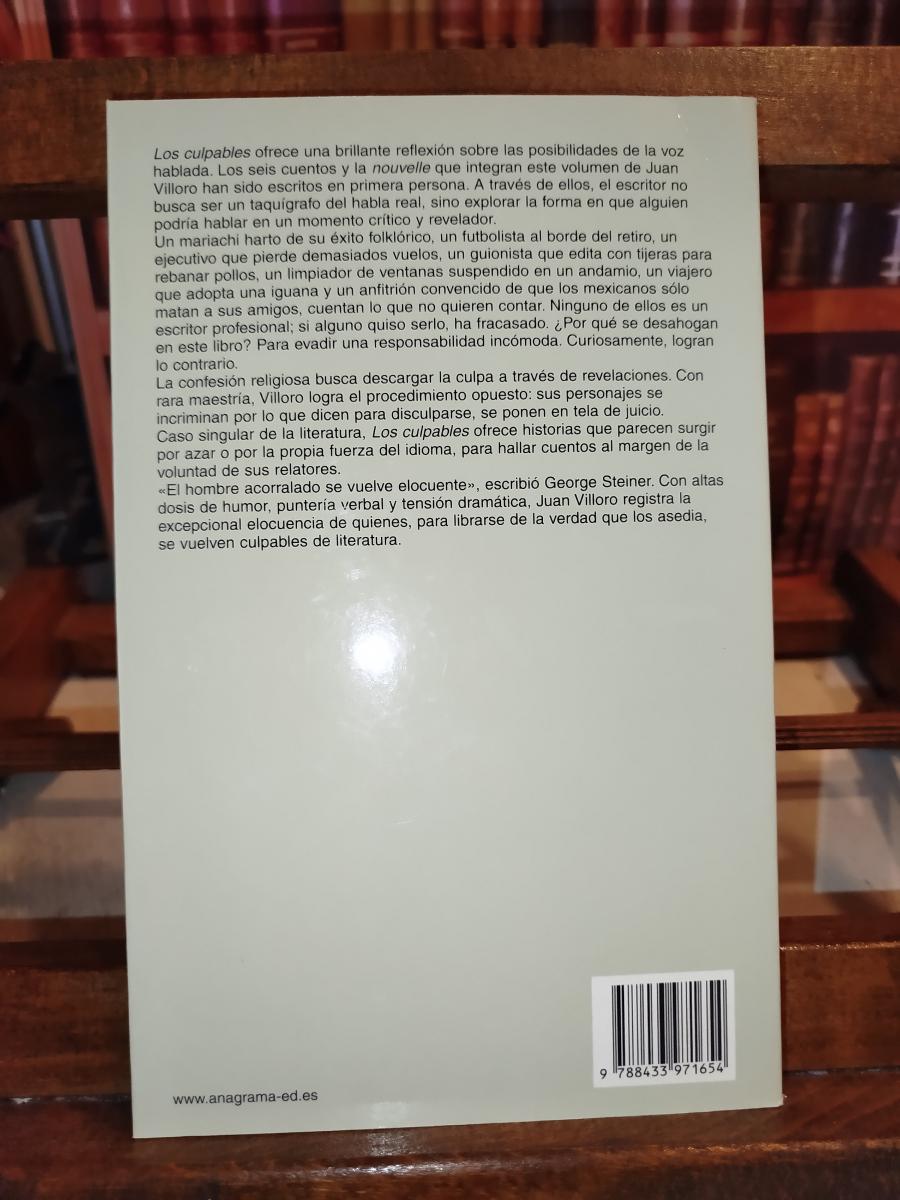 Los culpables ofrece una brillante reflexión sobre las posibilidades de la voz
hablada. Los seis cuentos y la nouvelle que integran este volumen de Juan
Villoro han sido escritos en primera persona. A través de ellos, el escritor no
busca ser un taquígrafo del habla real, sino explorar la forma en que alguien
podría hablar en un momento crítico y revelador.
Un mariachi harto de su éxito folklórico, un futbolista al borde del retiro, un
ejecutivo que pierde demasiados vuelos, un guionista que edita con tijeras para
rebanar pollos, un limpiador de ventanas suspendido en un andamio, un viajero
que adopta una iguana y un anfitrión convencido de que los mexicanos sólo
matan a sus amigos, cuentan lo que no quieren contar. Ninguno de ellos es un
escritor profesional; si alguno quiso serlo, ha fracasado. ¿Por qué se desahogan
en este libro? Para evadir una responsabilidad incómoda. Curiosamente, logran
lo contrario.
La confesión religiosa busca descargar la culpa a través de revelaciones. Con
rara maestría, Villoro logra el procedimiento opuesto: sus personajes se
incriminan por lo que dicen para disculparse, se ponen en tela de juicio.
Caso singular de la literatura, Los culpables ofrece historias que parecen surgir
por azar o por la propia fuerza del idioma, para hallar cuentos al margen de la
voluntad de sus relatores.
«El hombre acorralado se vuelve elocuente», escribió George Steiner. Con altas
dosis de humor, puntería verbal y tensión dramática, Juan Villoro registra la
excepcional elocuencia de quienes, para librarse de la verdad que los asedia,
se vuelven culpables de literatura.
www.anagrama-ed.es
9 788433 971654